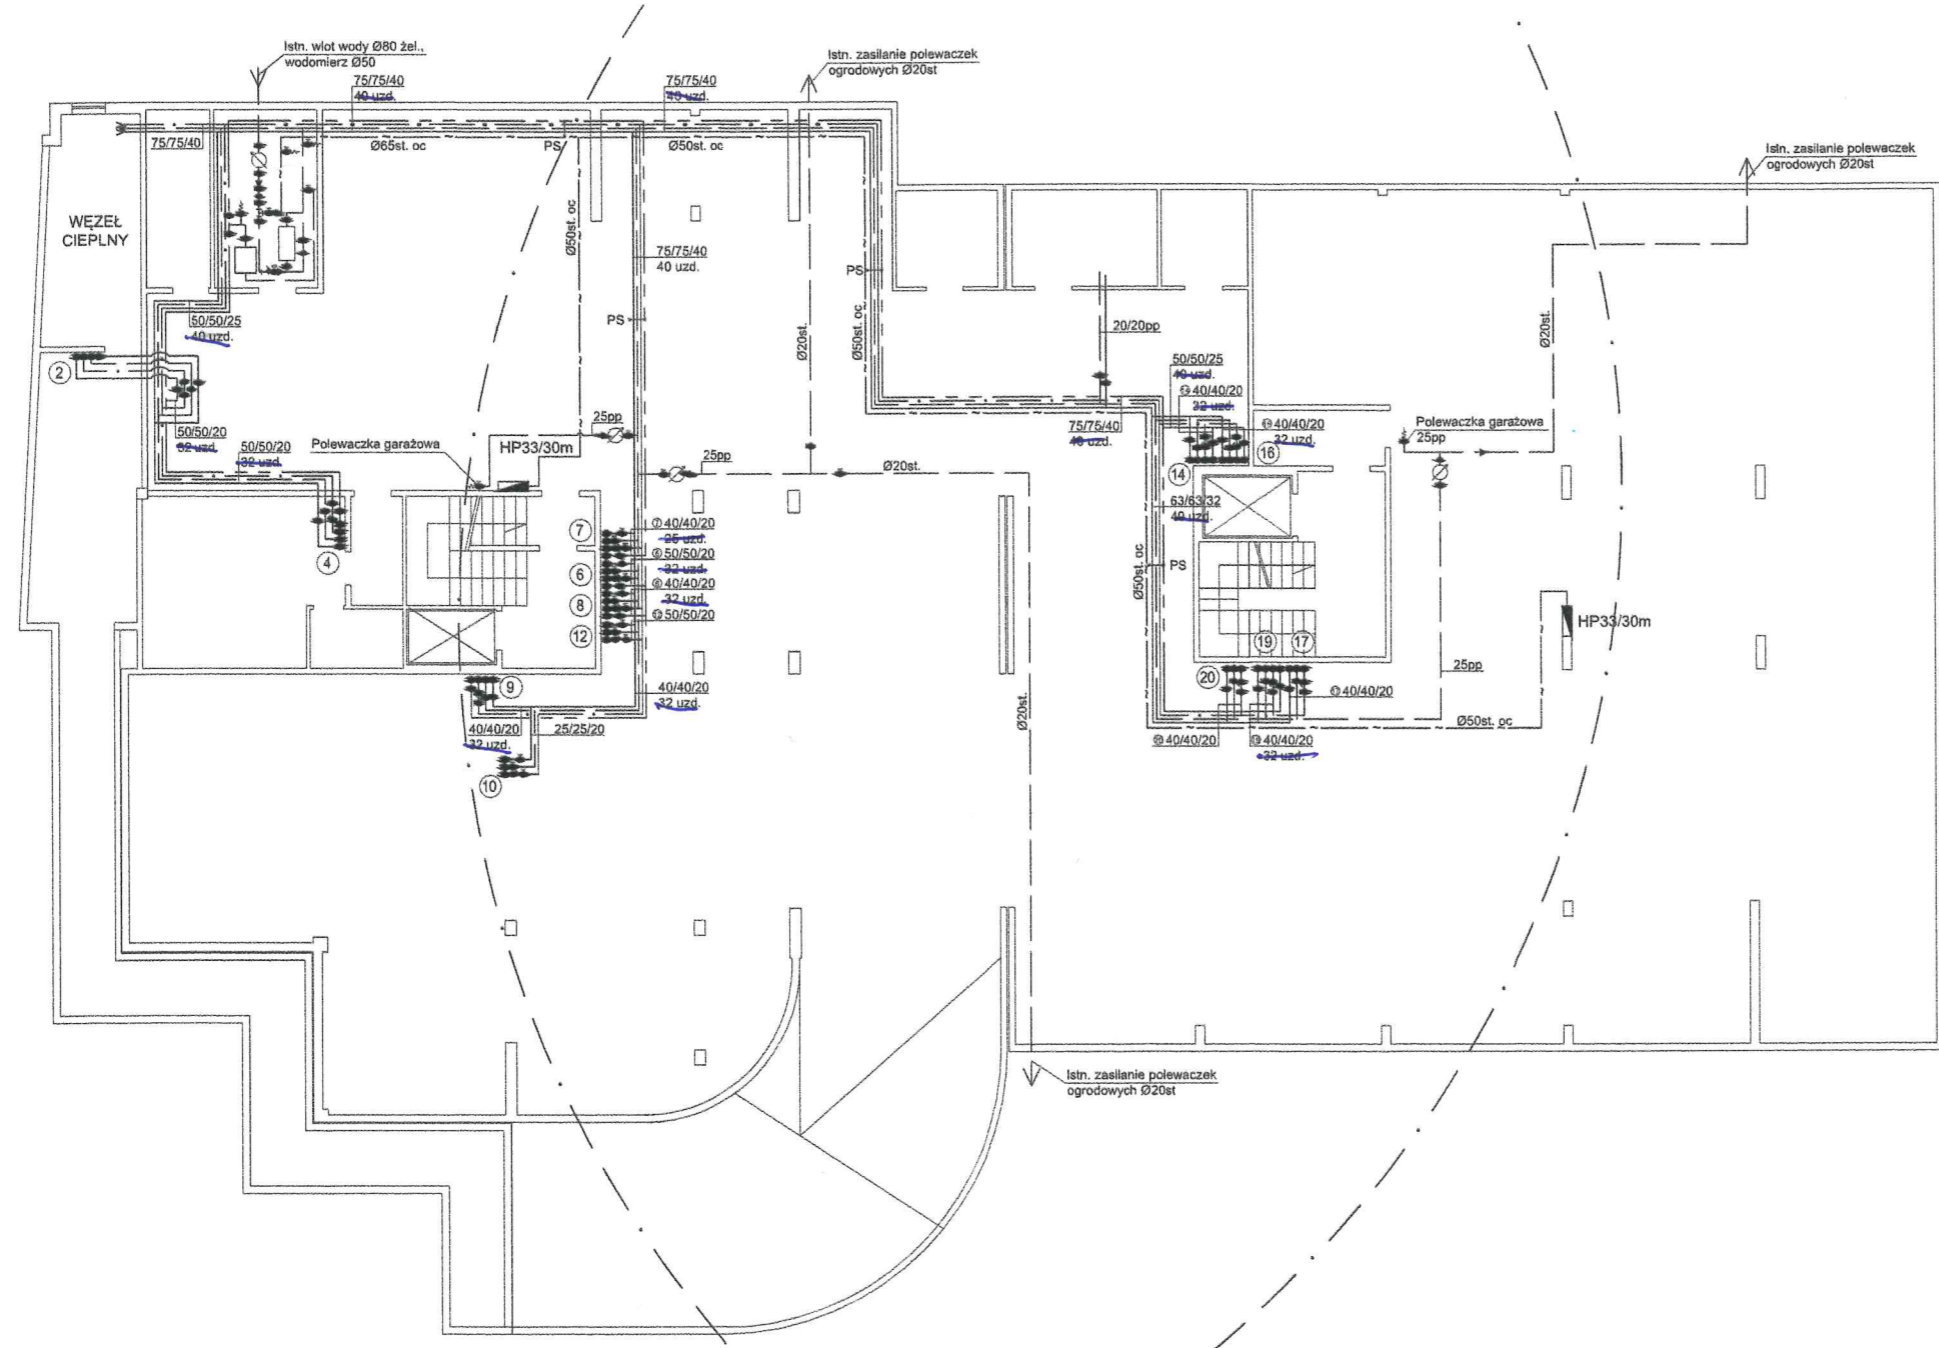 Istn. wlot wody Ø80 żel.,
wodomierz Ø50
75/75/40
40 uzd.
75/75/40
40 uzd.
Istn. zasilanie polewaczek
ogrodowych Ø20st
75/75/40
Ø65st. oc
PS
Ø50st. oc
Istn. zasilanie polewaczek
ogrodowych Ø20st
WĘZEŁ
CIEPLNY
Ø50st. oc
75/75/40
40 uzd.
PS
50/50/25
40 uzd.
PS
Ø20st.
Ø50st. oc
20/20pp
Ø20st.
2
50/50/25
40 uzd.
14 40/40/20
32 uzd.
50/50/20
32 uzd.
50/50/20
32 uzd.
Polewaczka garażowa
25pp
HP33/30m
25pp
Ø20st.
75/75/40
40 uzd.
40/40/20
32 uzd.
16
14
Polewaczka garażowa
25pp
63/63/32
40 uzd.
4
7
7 40/40/20
25 uzd.
6
6 50/50/20
32 uzd.
8
8 40/40/20
32 uzd.
12
12 50/50/20
Ø50st. oc
PS
HP33/30m
19
17
20
25pp
9
40/40/20
32 uzd.
40/40/20
32 uzd.
25/25/20
10
Ø20st.
17 40/40/20
20 40/40/20
19 40/40/20
32 uzd.
Ø50st. oc
Istn. zasilanie polewaczek
ogrodowych Ø20st